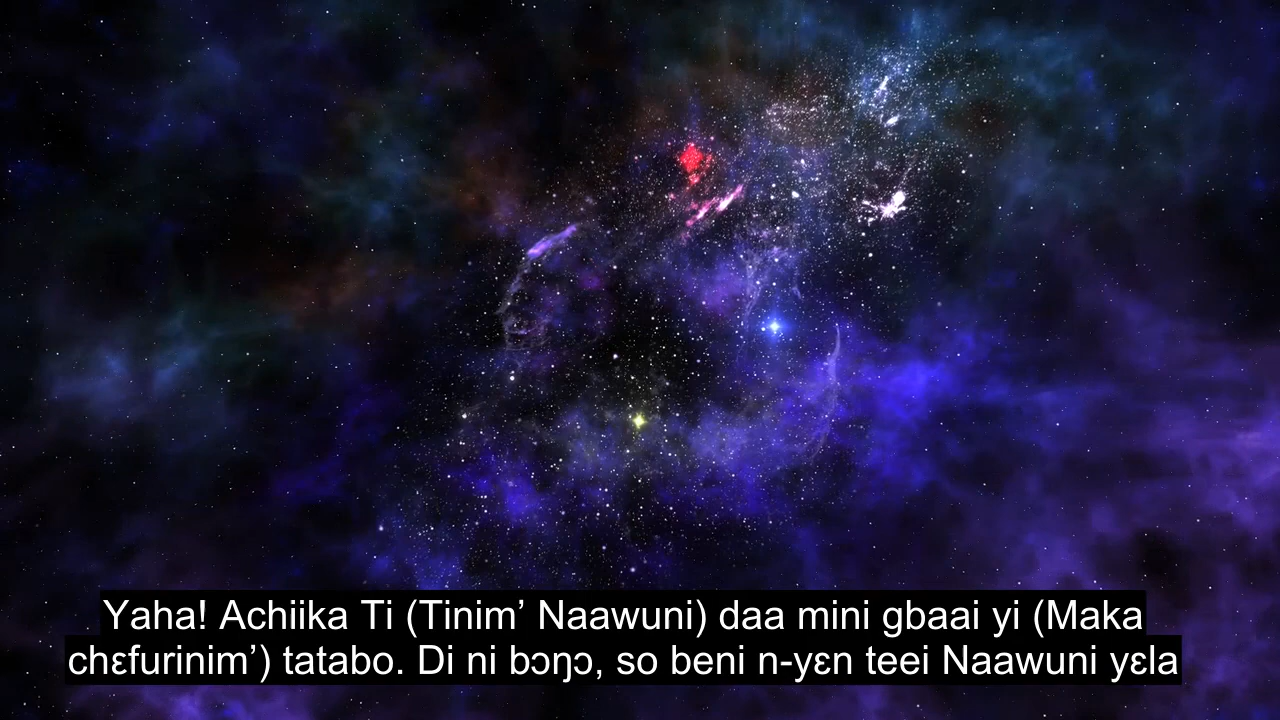 Yaha! Achiika Ti (Tinim’ Naawuni) daa mini gbaai yi (Maka
chɛfurinim’) tatabo. Di ni bɔŋɔ, so beni n-yɛn teei Naawuni yɛla